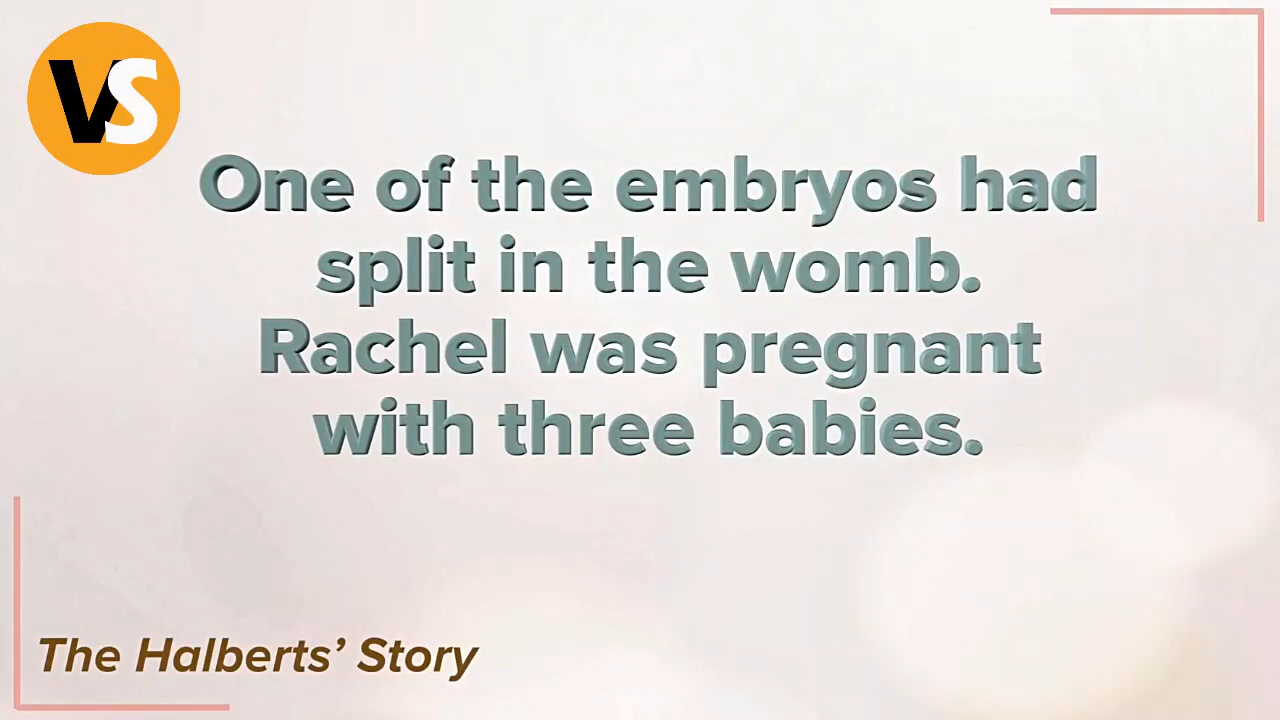 VS
One of the embryos had
split in the womb.
Rachel was pregnant
with three babies.
The Halberts’ Story